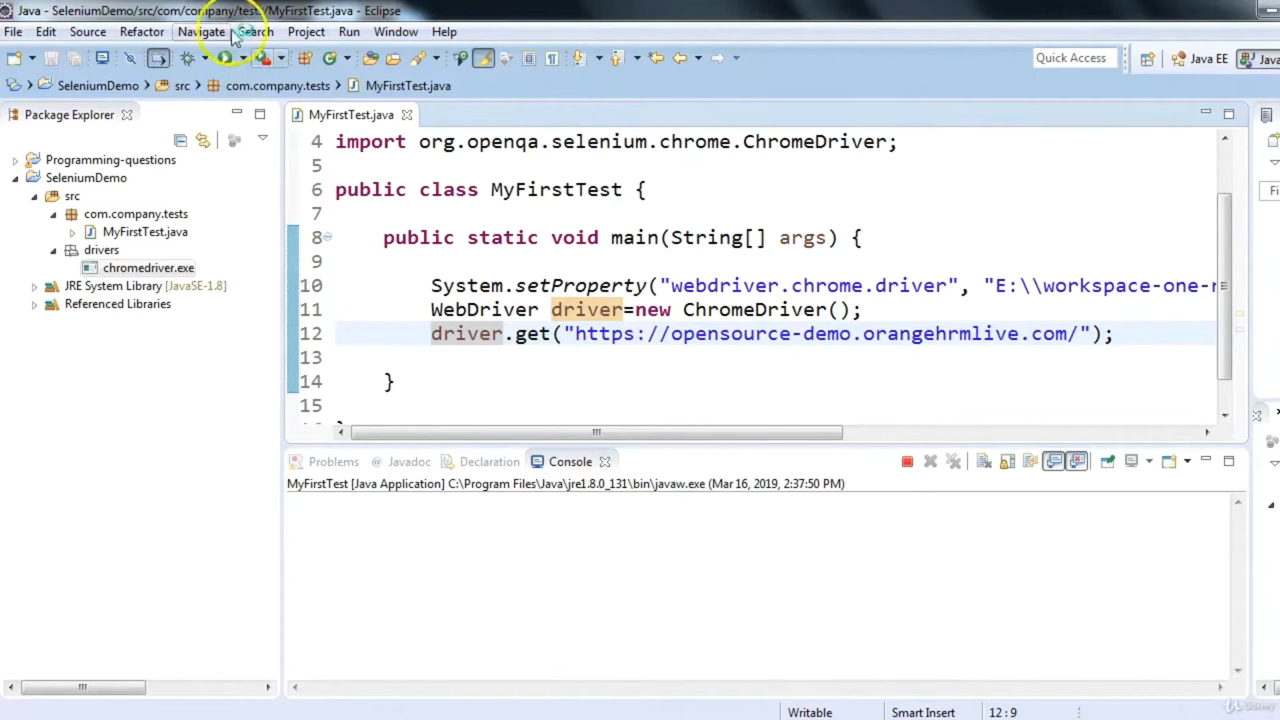 Java - SeleniumDemo/src/com/company/tests/MyFirstTest.java - Eclipse
File Edit Source Refactor Navigate Search Project Run Window Help
Quick Access Java EE Java
SeleniumDemo src com.company.tests MyFirstTest.java
Package Explorer
Programming-questions
SeleniumDemo
src
com.company.tests
MyFirstTest.java
drivers
chromedriver.exe
JRE System Library [JavaSE-1.8]
Referenced Libraries
MyFirstTest.java
4 import org.openqa.selenium.chrome.ChromeDriver;
5
6 public class MyFirstTest {
7
8 public static void main(String[] args) {
9
10 System.setProperty("webdriver.chrome.driver", "E:\\workspace-one-
11 WebDriver driver=new ChromeDriver();
12 driver.get("https://opensource-demo.orangehrmlive.com/");
13
14 }
15
Fi
Problems Javadoc Declaration Console
MyFirstTest [Java Application] C:\Program Files\Java\jre1.8.0_131\bin\javaw.exe (Mar 16, 2019, 2:37:50 PM)
Writable Smart Insert 12 : 9
Udemy